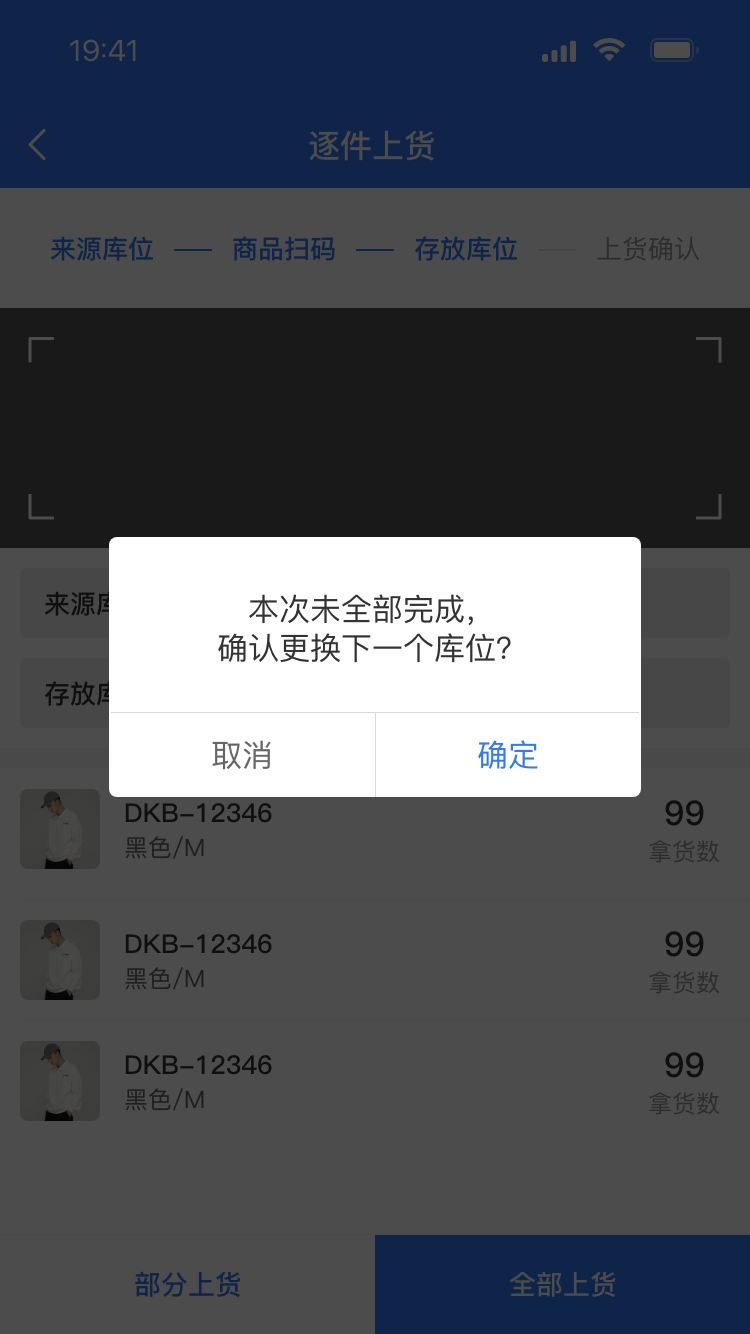 19:41
逐件上货
来源库位
商品扫码
存放库位
上货确认
来源库
存放库
本次未全部完成，
确认更换下一个库位?
取消
确定
DKB-12346
黑色/M
99
拿货数
DKB-12346
黑色/M
99
拿货数
DKB-12346
黑色/M
99
拿货数
部分上货
全部上货